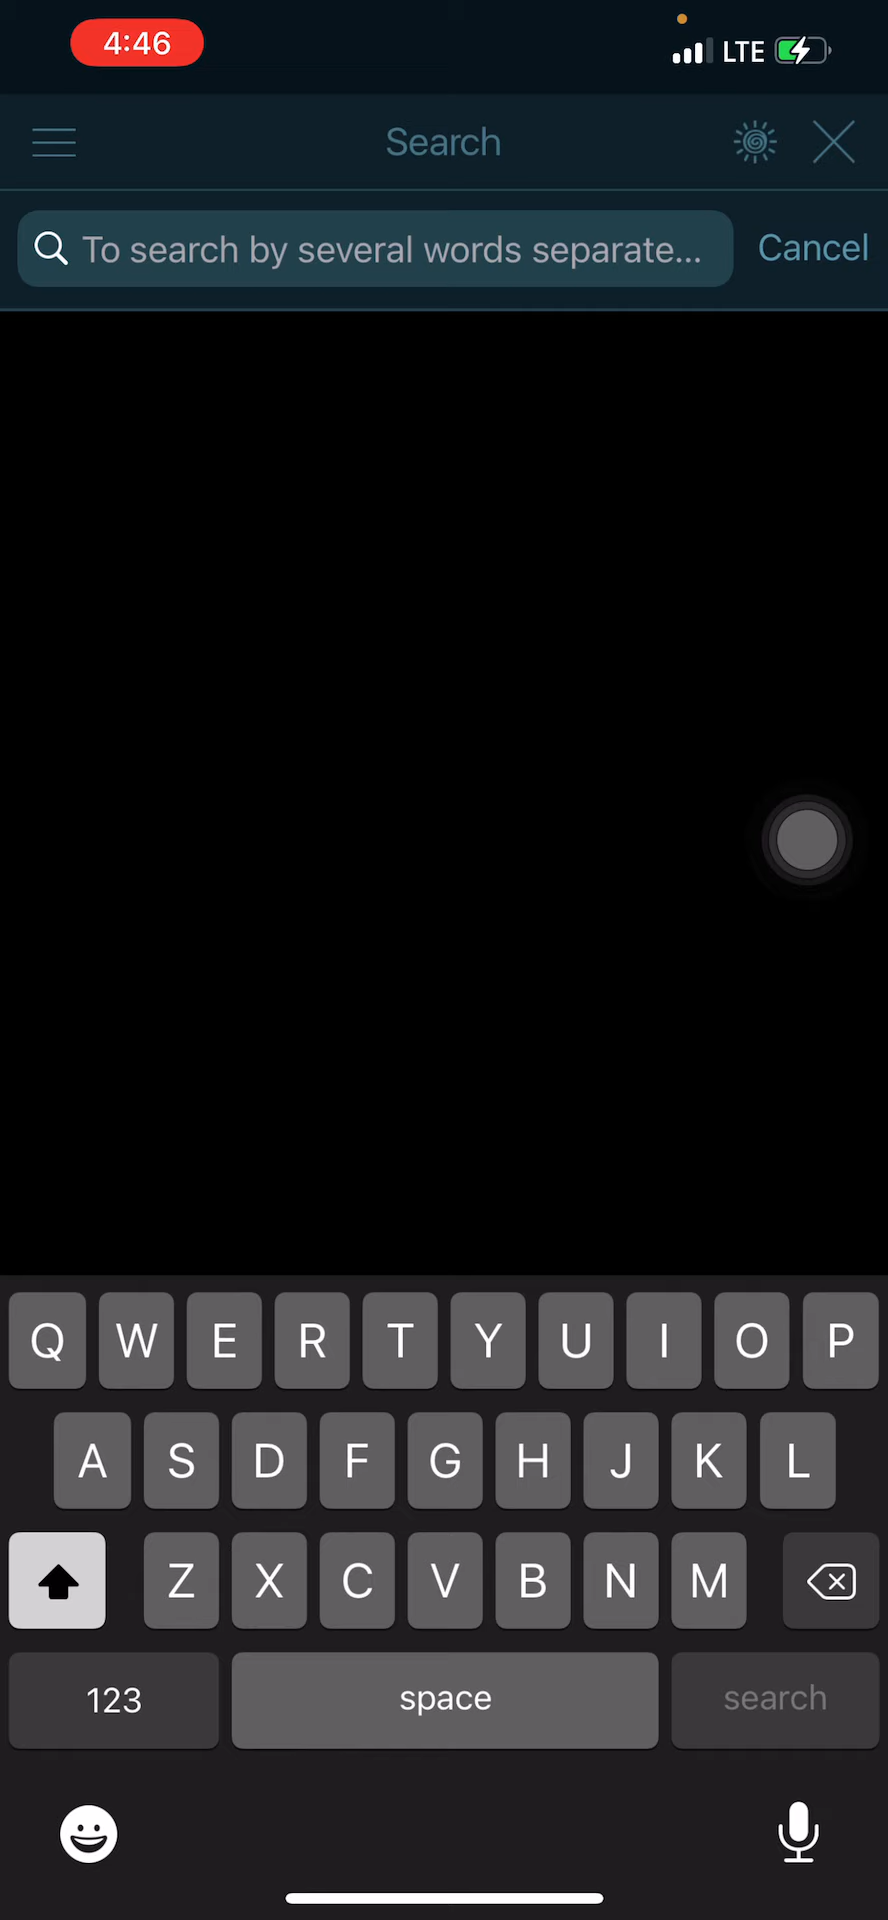 4:46
LTE
Search
To search by several words separate...
Cancel
Q W E R T Y U I O P
A S D F G H J K L
Z X C V B N M
123 space search